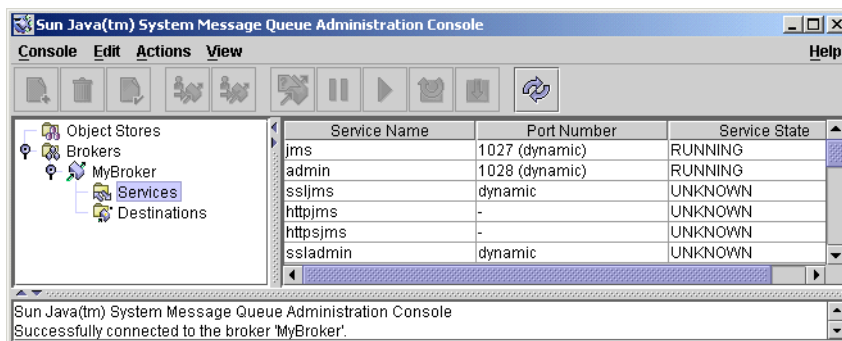 Sun Java(tm) System Message Queue Administration Console
Console Edit Actions View Help
Object Stores
Brokers
MyBroker
Services
Destinations
Service Name Port Number Service State
jms 1027 (dynamic) RUNNING
admin 1028 (dynamic) RUNNING
ssljms dynamic UNKNOWN
httpjms - UNKNOWN
httpsjms - UNKNOWN
ssladmin dynamic UNKNOWN
Sun Java(tm) System Message Queue Administration Console
Successfully connected to the broker 'MyBroker'.